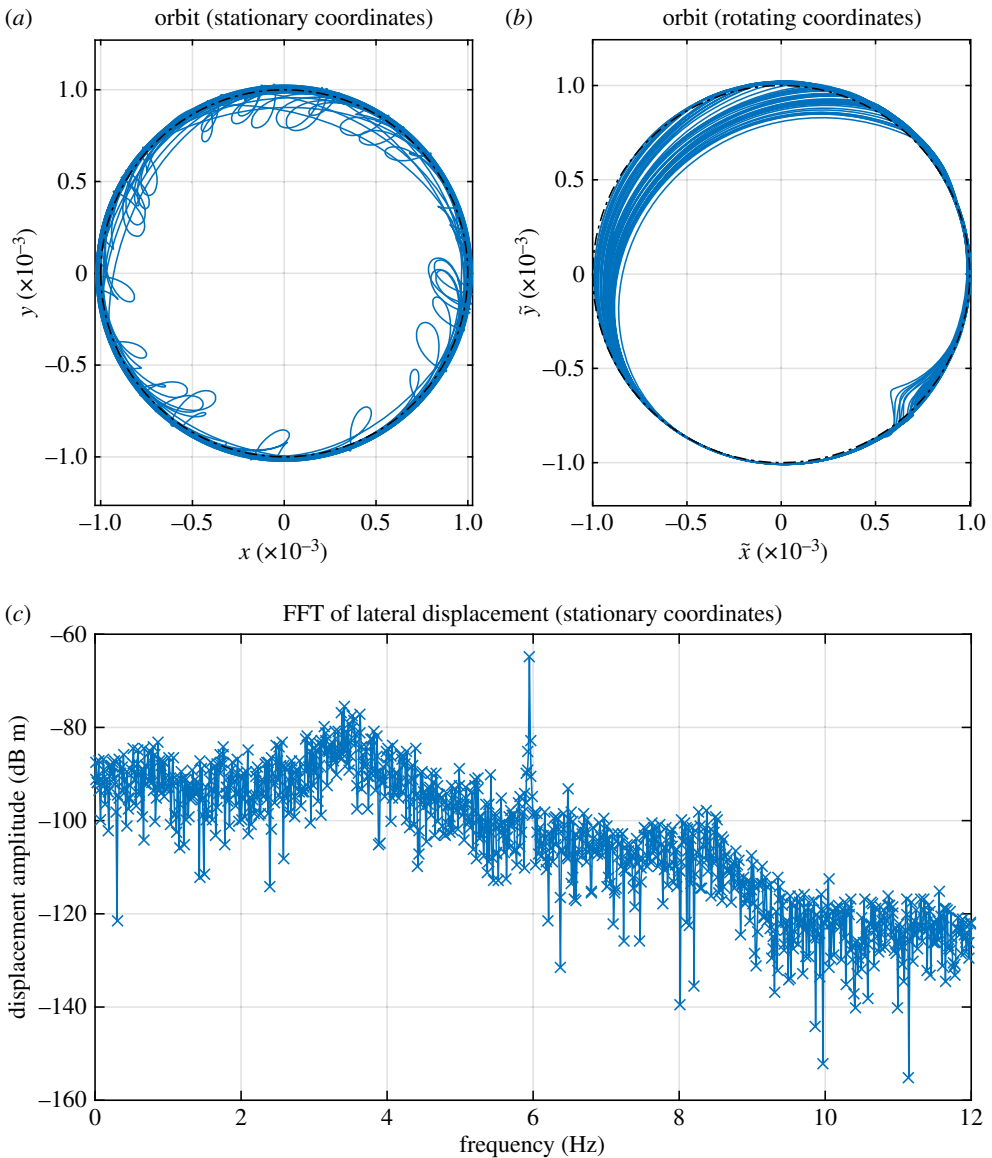 (a) orbit (stationary coordinates)
1.0
0.5
0
–0.5
–1.0
y (×10–3)
–1.0 –0.5 0 0.5 1.0
x (×10–3)
(b) orbit (rotating coordinates)
1.0
0.5
0
–0.5
–1.0
ỹ (×10–3)
–1.0 –0.5 0 0.5 1.0
x̃ (×10–3)
(c) FFT of lateral displacement (stationary coordinates)
–60
–80
–100
–120
–140
–160
displacement amplitude (dB m)
0 2 4 6 8 10 12
frequency (Hz)